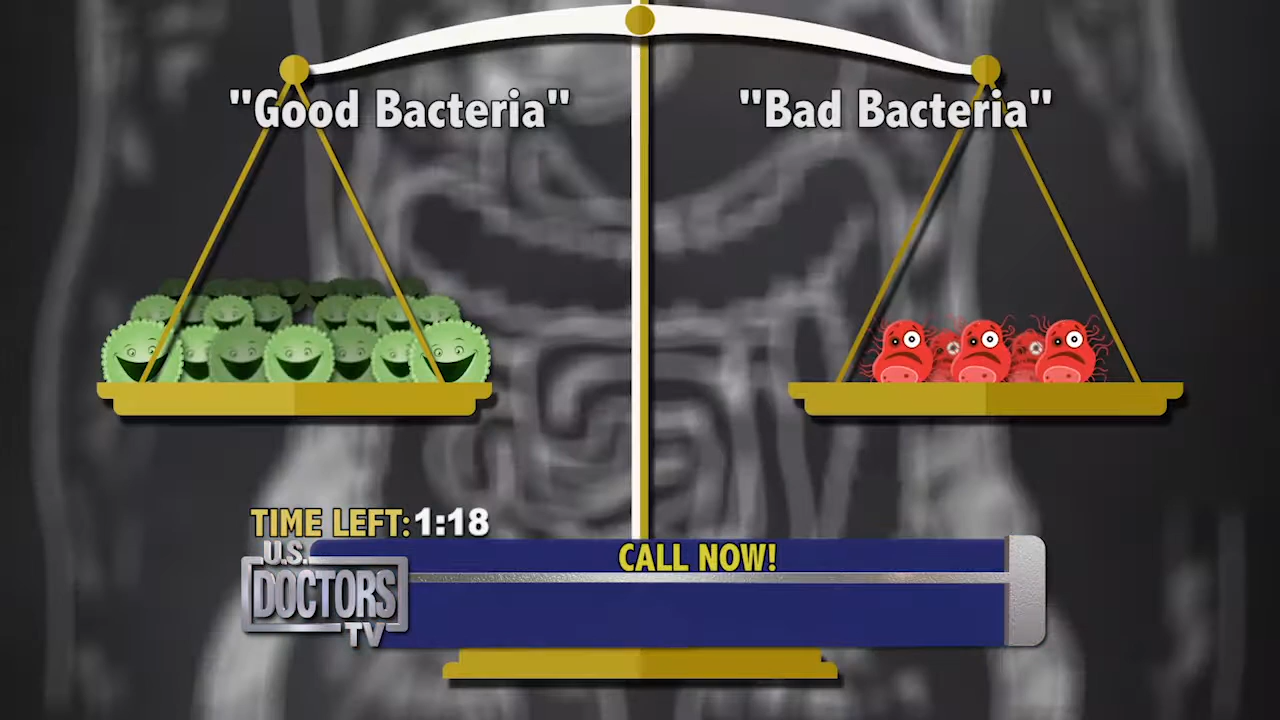 "Good Bacteria"
"Bad Bacteria"
TIME LEFT: 1:18
CALL NOW!
U.S.
DOCTORS
TV